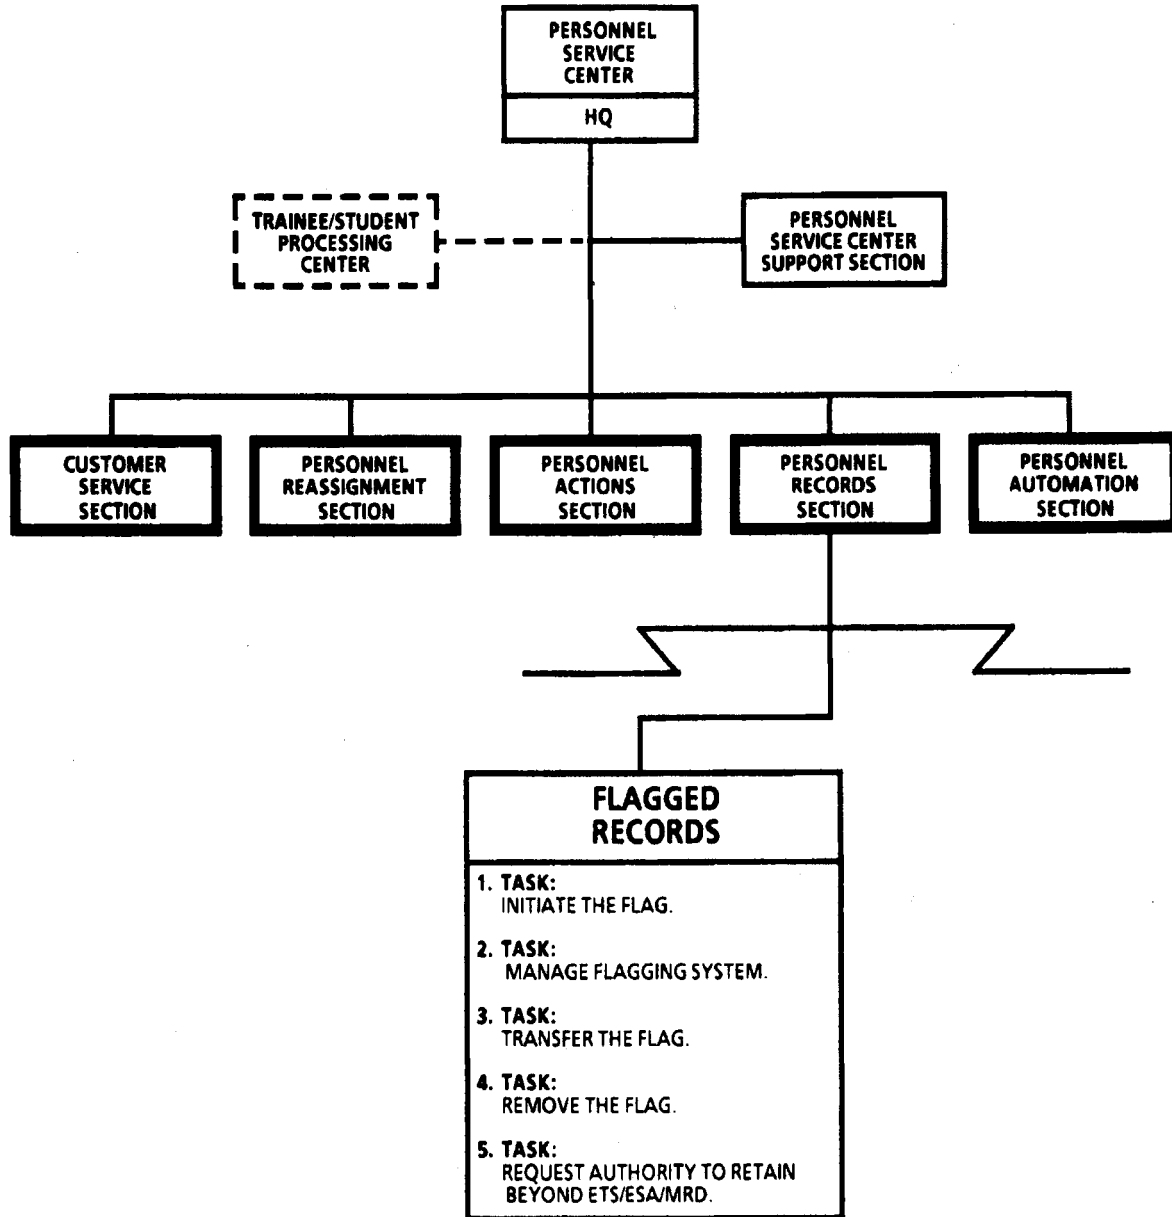 PERSONNEL
SERVICE
CENTER
HQ
TRAINEE/STUDENT
PROCESSING
CENTER
PERSONNEL
SERVICE CENTER
SUPPORT SECTION
CUSTOMER
SERVICE
SECTION
PERSONNEL
REASSIGNMENT
SECTION
PERSONNEL
ACTIONS
SECTION
PERSONNEL
RECORDS
SECTION
PERSONNEL
AUTOMATION
SECTION
FLAGGED
RECORDS
1. TASK:
INITIATE THE FLAG.
2. TASK:
MANAGE FLAGGING SYSTEM.
3. TASK:
TRANSFER THE FLAG.
4. TASK:
REMOVE THE FLAG.
5. TASK:
REQUEST AUTHORITY TO RETAIN
BEYOND ETS/ESA/MRD.